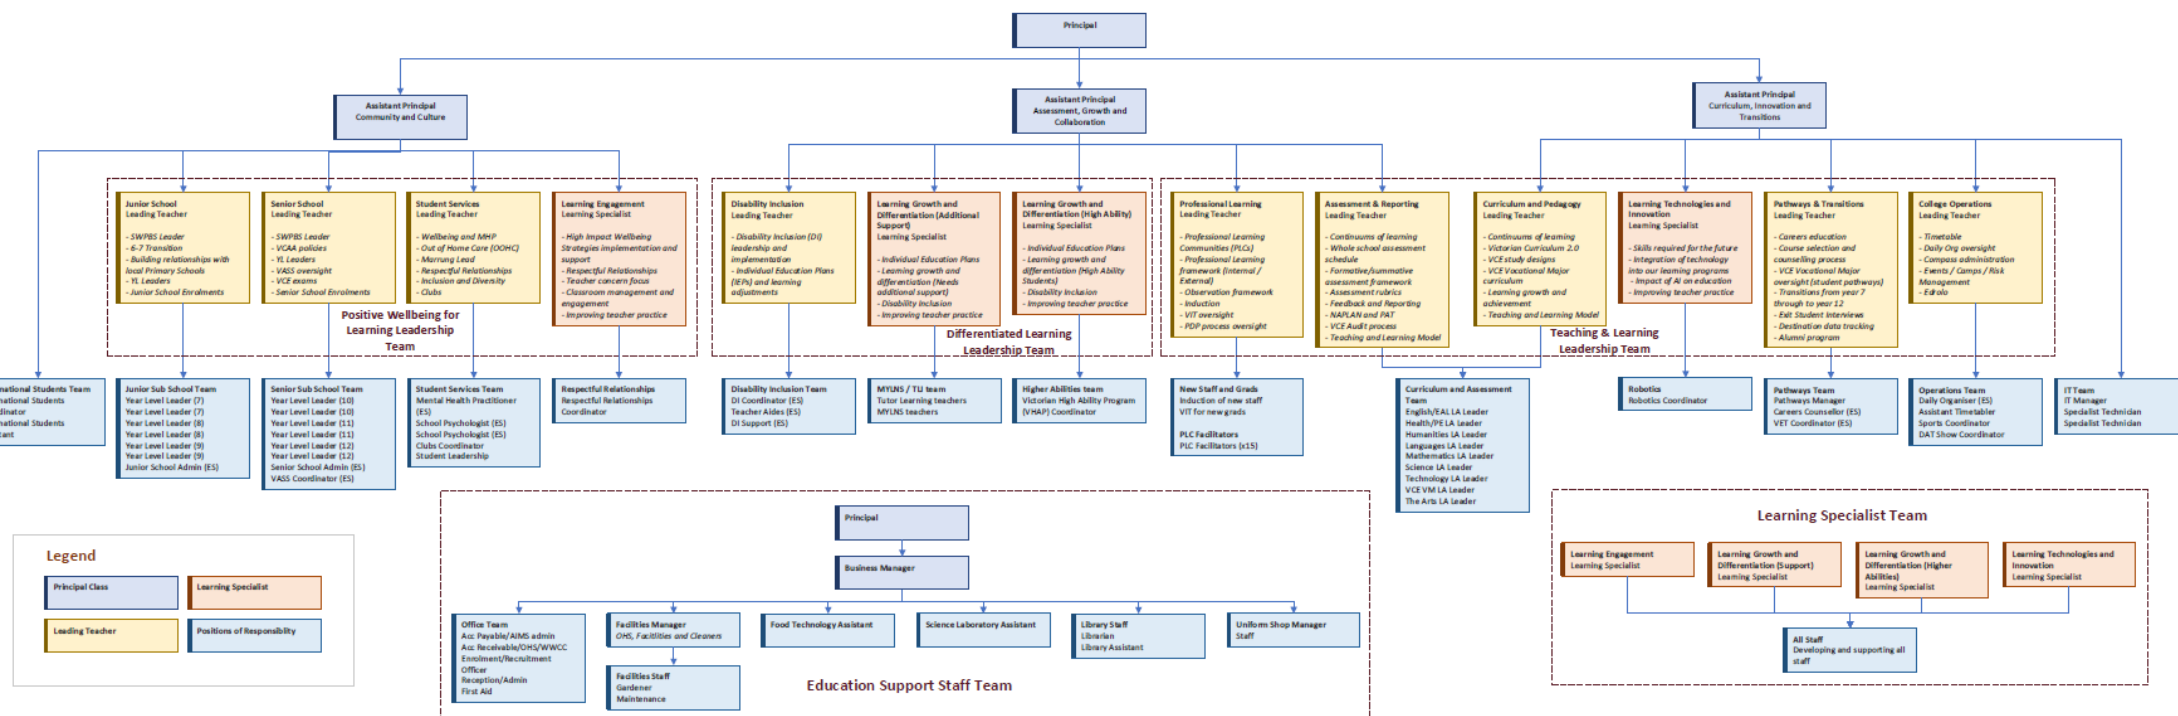 Principal
Assistant Principal
Community and Culture
Assistant Principal
Assessment, Growth and
Collaboration
Assistant Principal
Curriculum, Innovation and
Transitions
Junior School
Leading Teacher
- SWPBS Leader
- 6-7 Transition
- Building relationships with
local Primary Schools
- YL Leaders
- Junior School Enrolments
Senior School
Leading Teacher
- SWPBS Leader
- VCAA policies
- YL Leaders
- VASS oversight
- VCE exams
- Senior School Enrolments
Student Services
Leading Teacher
- Wellbeing and MHP
- Out of Home Care (OOHC)
- Marrung Lead
- Respectful Relationships
- Inclusion and Diversity
- Clubs
Learning Engagement
Learning Specialist
- High Impact Wellbeing
Strategies implementation and
support
- Respectful Relationships
- Teacher concern focus
- Classroom management and
engagement
- Improving teacher practice
Positive Wellbeing for
Learning Leadership
Team
Disability Inclusion
Leading Teacher
- Disability Inclusion (DI)
leadership and
implementation
- Individual Education Plans
(IEPs) and learning
adjustments
Learning Growth and
Differentiation (Additional
Support)
Learning Specialist
- Individual Education Plans
- Learning growth and
differentiation (Needs
additional support)
- Disability Inclusion
- Improving teacher practice
Learning Growth and
Differentiation (High Ability)
Learning Specialist
- Individual Education Plans
- Learning growth and
differentiation (High Ability
Students)
- Disability Inclusion
- Improving teacher practice
Differentiated Learning
Leadership Team
Professional Learning
Leading Teacher
- Professional Learning
Communities (PLCs)
- Professional Learning
framework (Internal /
External)
- Observation framework
- Induction
- VIT oversight
- PDP process oversight
Assessment & Reporting
Leading Teacher
- Continuums of learning
- Whole school assessment
schedule
- Formative/summative
assessment framework
- Assessment rubrics
- Feedback and Reporting
- NAPLAN and PAT
- VCE Audit process
- Teaching and Learning Model
Curriculum and Pedagogy
Leading Teacher
- Continuums of learning
- Victorian Curriculum 2.0
- VCE study designs
- VCE Vocational Major
curriculum
- Learning growth and
achievement
- Teaching and Learning Model
Learning Technologies and
Innovation
Learning Specialist
- Skills required for the future
- Integration of technology
into our learning programs
- Impact of AI on education
- Improving teacher practice
Pathways & Transitions
Leading Teacher
- Careers education
- Course selection and
counselling process
- VCE Vocational Major
oversight (student pathways)
- Transitions from year 7
through to year 12
- Exit Student Interviews
- Destination data tracking
- Alumni program
College Operations
Leading Teacher
- Timetable
- Daily Org oversight
- Compass administration
- Events / Camps / Risk
Management
- Edrolo
Teaching & Learning
Leadership Team
national Students Team
national Students
dinator
national Students
tant
Junior Sub School Team
Year Level Leader (7)
Year Level Leader (7)
Year Level Leader (8)
Year Level Leader (8)
Year Level Leader (9)
Year Level Leader (9)
Junior School Admin (ES)
Senior Sub School Team
Year Level Leader (10)
Year Level Leader (10)
Year Level Leader (11)
Year Level Leader (11)
Year Level Leader (12)
Year Level Leader (12)
Senior School Admin (ES)
VASS Coordinator (ES)
Student Services Team
Mental Health Practitioner
(ES)
School Psychologist (ES)
School Psychologist (ES)
Clubs Coordinator
Student Leadership
Respectful Relationships
Respectful Relationships
Coordinator
Disability Inclusion Team
DI Coordinator (ES)
Teacher Aides (ES)
DI Support (ES)
MYLNS / TLI team
Tutor Learning teachers
MYLNS teachers
Higher Abilities team
Victorian High Ability Program
(VHAP) Coordinator
New Staff and Grads
Induction of new staff
VIT for new grads
PLC Facilitators
PLC Facilitators (x15)
Curriculum and Assessment
Team
English/EAL LA Leader
Health/PE LA Leader
Humanities LA Leader
Languages LA Leader
Mathematics LA Leader
Science LA Leader
Technology LA Leader
VCE VM LA Leader
The Arts LA Leader
Robotics
Robotics Coordinator
Pathways Team
Pathways Manager
Careers Counsellor (ES)
VET Coordinator (ES)
Operations Team
Daily Organiser (ES)
Assistant Timetabler
Sports Coordinator
DAT Show Coordinator
IT Team
IT Manager
Specialist Technician
Specialist Technician
Legend
Principal Class
Learning Specialist
Leading Teacher
Positions of Responsiblity
Principal
Business Manager
Office Team
Acc Payable/AIMS admin
Acc Receivable/OHS/WWCC
Enrolment/Recruitment
Officer
Reception/Admin
First Aid
Facilities Manager
OHS, Facitlities and Cleaners
Facilities Staff
Gardener
Maintenance
Food Technology Assistant
Science Laboratory Assistant
Library Staff
Librarian
Library Assistant
Uniform Shop Manager
Staff
Education Support Staff Team
Learning Specialist Team
Learning Engagement
Learning Specialist
Learning Growth and
Differentiation (Support)
Learning Specialist
Learning Growth and
Differentiation (Higher
Abilities)
Learning Specialist
Learning Technologies and
Innovation
Learning Specialist
All Staff
Developing and supporting all
staff